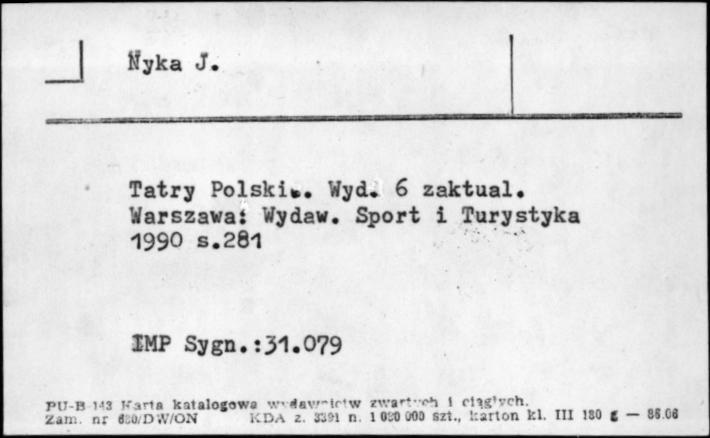 Nyka J.
Tatry Polskie. Wyd. 6 zaktual.
Warszawa: Wydaw. Sport i Turystyka
1990 s.281
IMP Sygn.:31.079
PU-B 143 Karta katalogowa wydawnictw zwartych i ciągłych.
Zam. nr 680/DW/ON KDA z. 3391 n. 1 000 000 szt., karton kl. III 180 g — 86.06